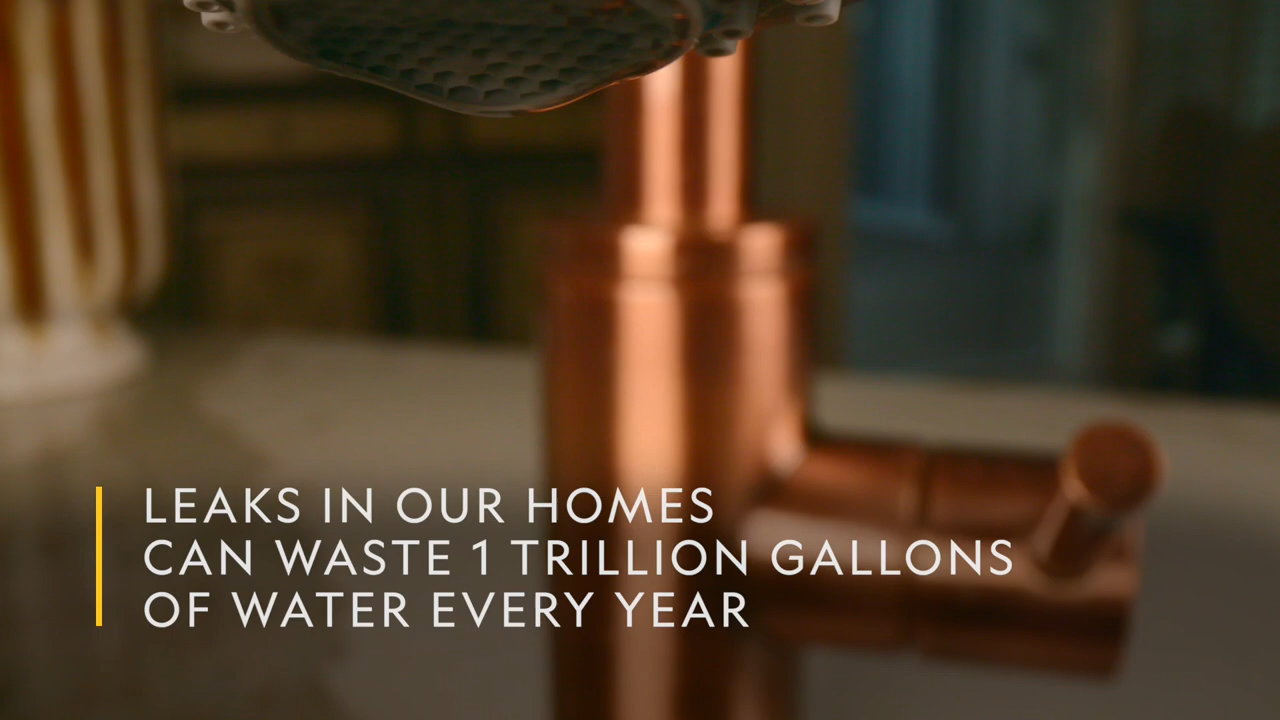 LEAKS IN OUR HOMES
CAN WASTE 1 TRILLION GALLONS
OF WATER EVERY YEAR